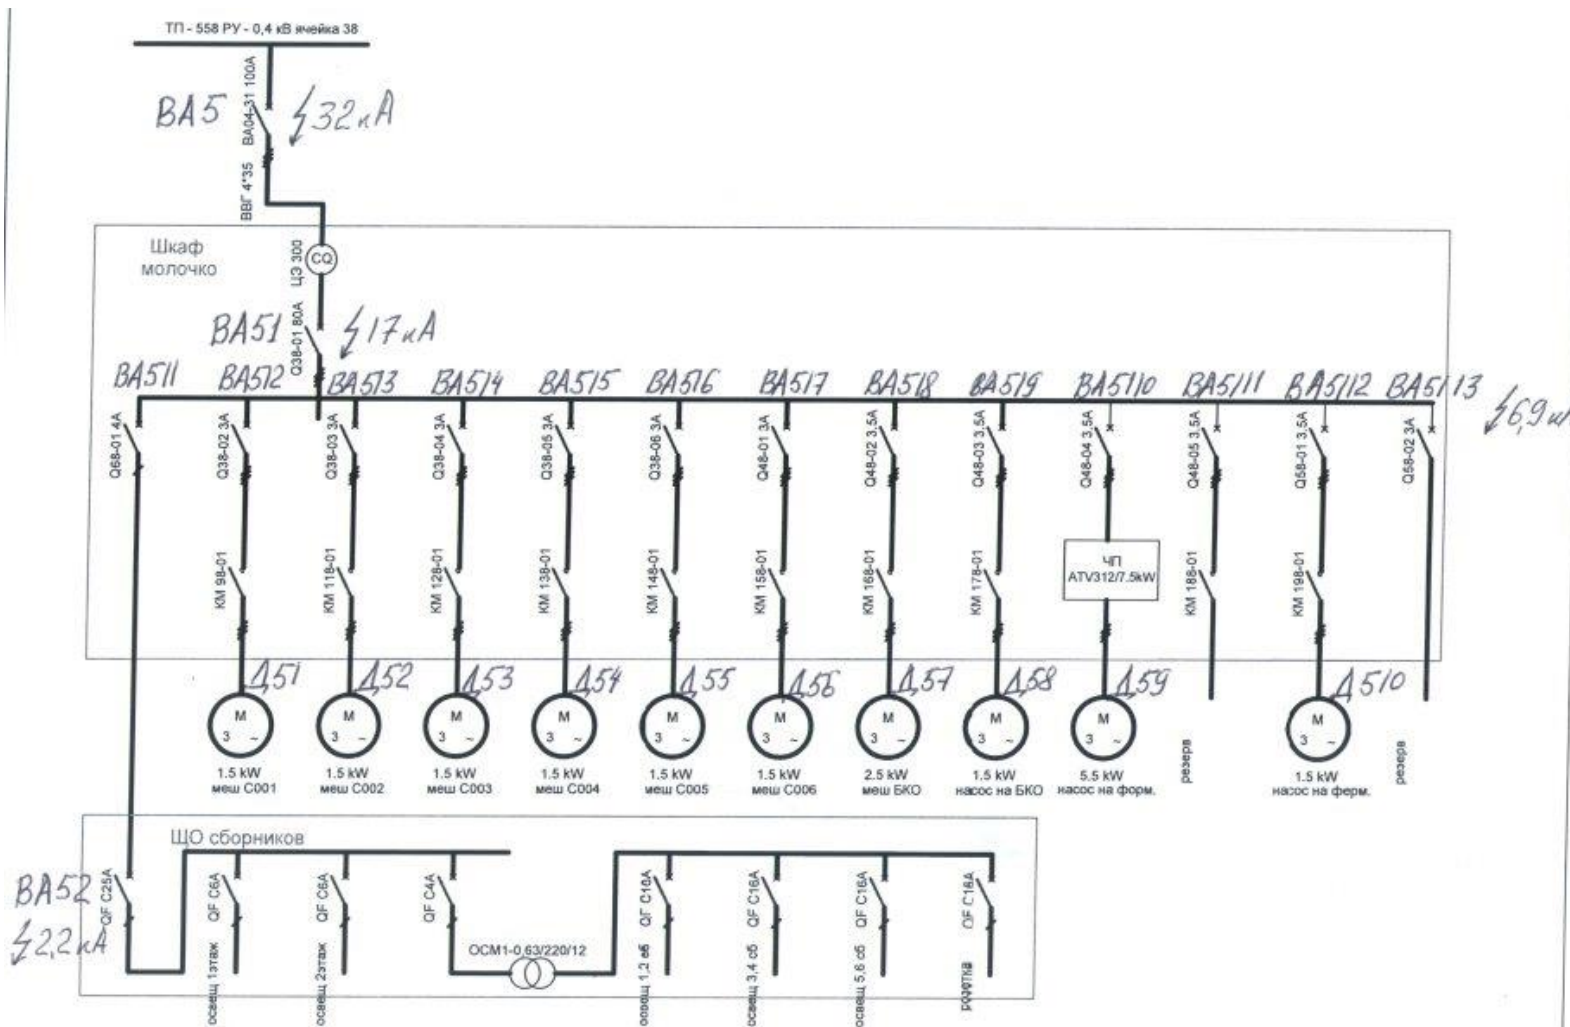 ТП - 558 РУ - 0,4 кВ ячейка 38
ВА04-31 100А
ВА5
32кА
ВВГ 4*35
Шкаф
молочко
ЦЭ 300
CQ
Q38-01 80А
ВА51
17кА
ВА511
ВА512
ВА513
ВА514
ВА515
ВА516
ВА517
ВА518
ВА519
ВА5110
ВА5111
ВА5112
ВА5113
6,9
Q68-01 4А
Q38-02 3А
Q38-03 3А
Q38-04 3А
Q38-05 3А
Q38-06 3А
Q48-01 3А
Q48-02 3,5А
Q48-03 3,5А
Q48-04 3,5А
Q48-05 3,5А
Q58-01 3,5А
Q58-02 3А
КМ 98-01
КМ 118-01
КМ 128-01
КМ 138-01
КМ 148-01
КМ 158-01
КМ 168-01
КМ 178-01
ЧП
ATV312/7.5kW
КМ 188-01
КМ 198-01
Д51
Д52
Д53
Д54
Д55
Д56
Д57
Д58
Д59
Д510
М
3 ~
М
3 ~
М
3 ~
М
3 ~
М
3 ~
М
3 ~
М
3 ~
М
3 ~
М
3 ~
М
3 ~
1.5 kW
меш С001
1.5 kW
меш С002
1.5 kW
меш С003
1.5 kW
меш С004
1.5 kW
меш С005
1.5 kW
меш С006
2.5 kW
меш БКО
1.5 kW
насос на БКО
5.5 kW
насос на форм.
резерв
1.5 kW
насос на ферм.
резерв
ЩО сборников
ВА52
2,2кА
QF C25A
QF C6A
QF C6A
QF C4A
ОСМ1-0,63/220/12
QF C16A
QF C16A
QF C16A
QF C16A
освещ 1этаж
освещ 2этаж
освещ 1,2 сб
освещ 3,4 сб
освещ 5,6 сб
розетка